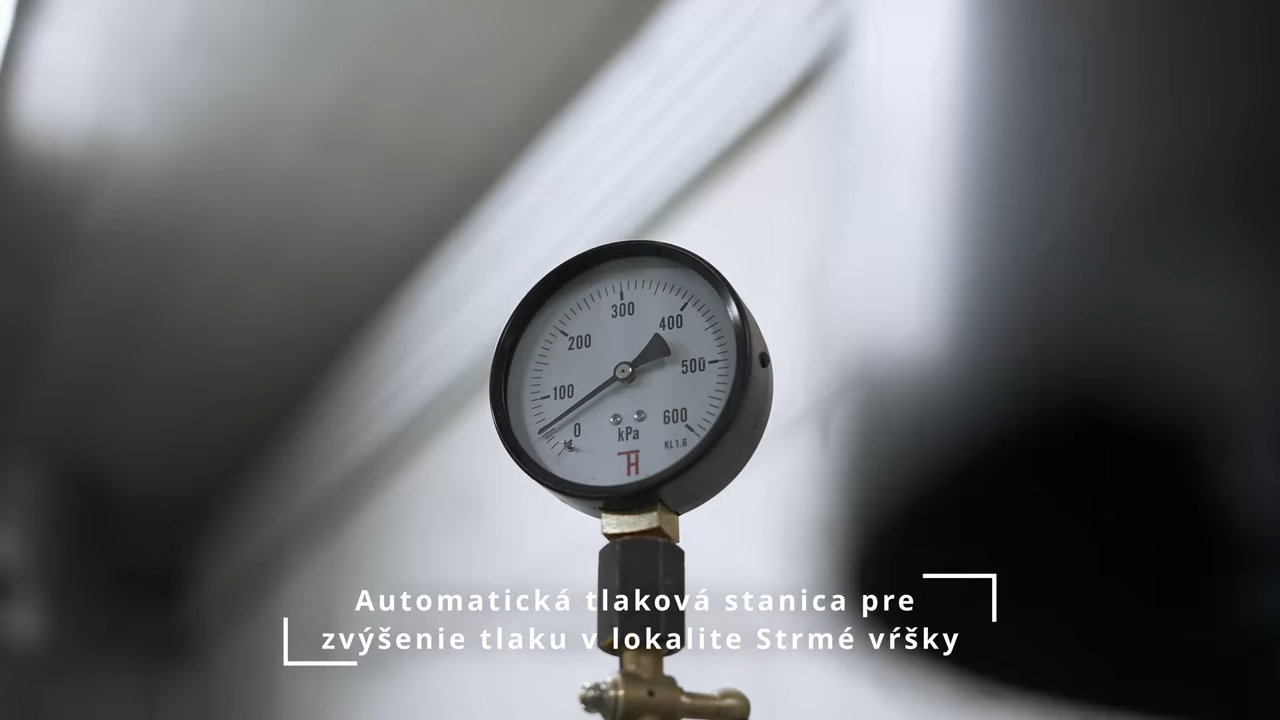 300
400
200
500
100
600
0
kPa
KL 1,6
Automatická tlaková stanica pre
zvýšenie tlaku v lokalite Strmé vŕšky